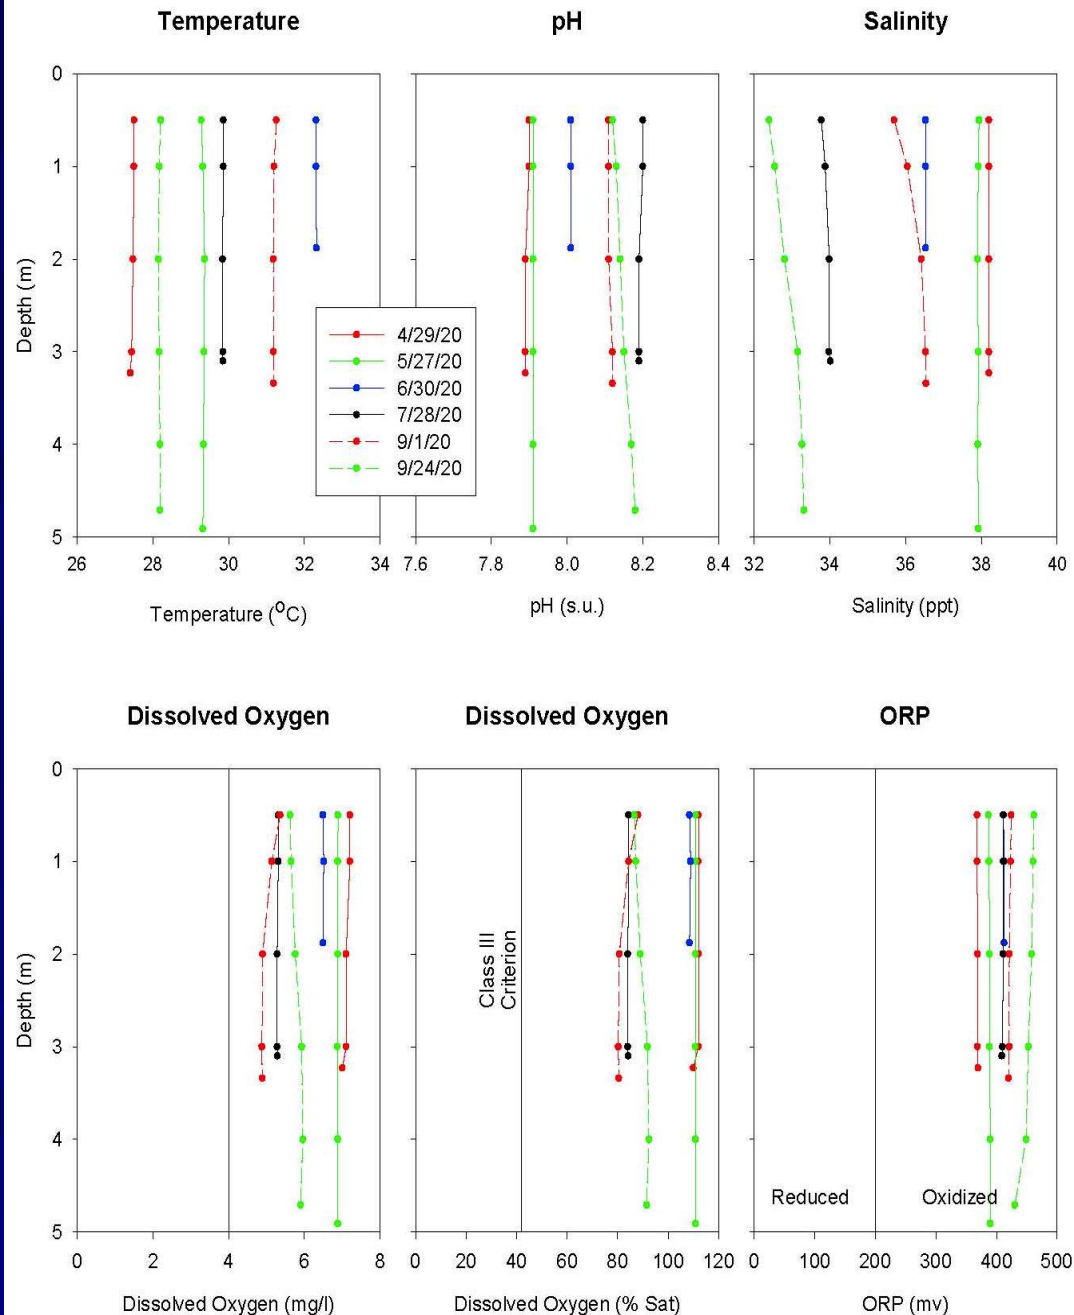 Temperature
pH
Salinity
0
1
2
3
4
5
Depth (m)
26 28 30 32 34
7.6 7.8 8.0 8.2 8.4
32 34 36 38 40
Temperature (°C)
pH (s.u.)
Salinity (ppt)
4/29/20
5/27/20
6/30/20
7/28/20
9/1/20
9/24/20
Dissolved Oxygen
Dissolved Oxygen
ORP
0
1
2
3
4
5
Depth (m)
Class III
Criterion
Reduced
Oxidized
0 2 4 6 8
0 20 40 60 80 100 120
0 100 200 300 400 500
Dissolved Oxygen (mg/l)
Dissolved Oxygen (% Sat)
ORP (mv)